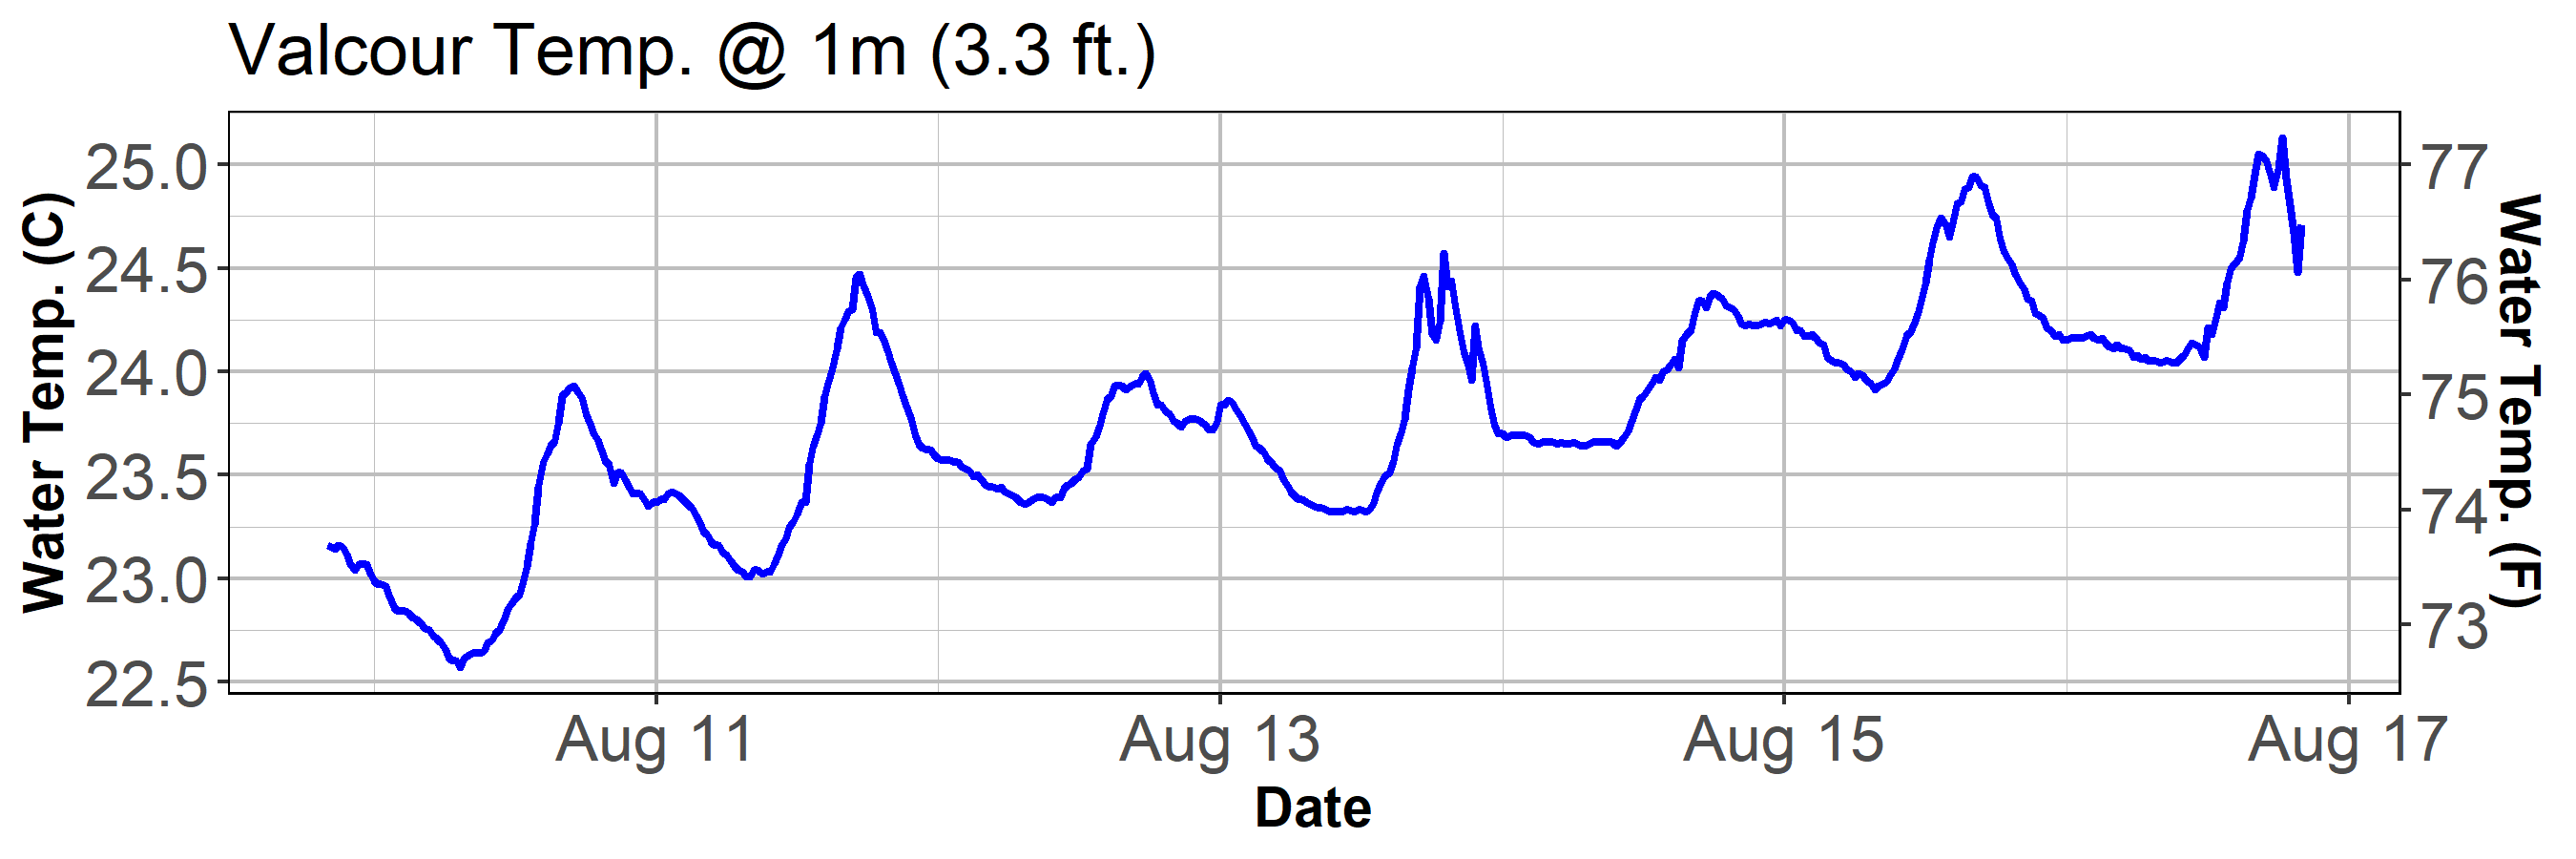 Valcour Temp. @ 1m (3.3 ft.)
Water Temp. (C)
25.0
24.5
24.0
23.5
23.0
22.5
77
76
75
74
73
Water Temp. (F)
Aug 11 Aug 13 Aug 15 Aug 17
Date